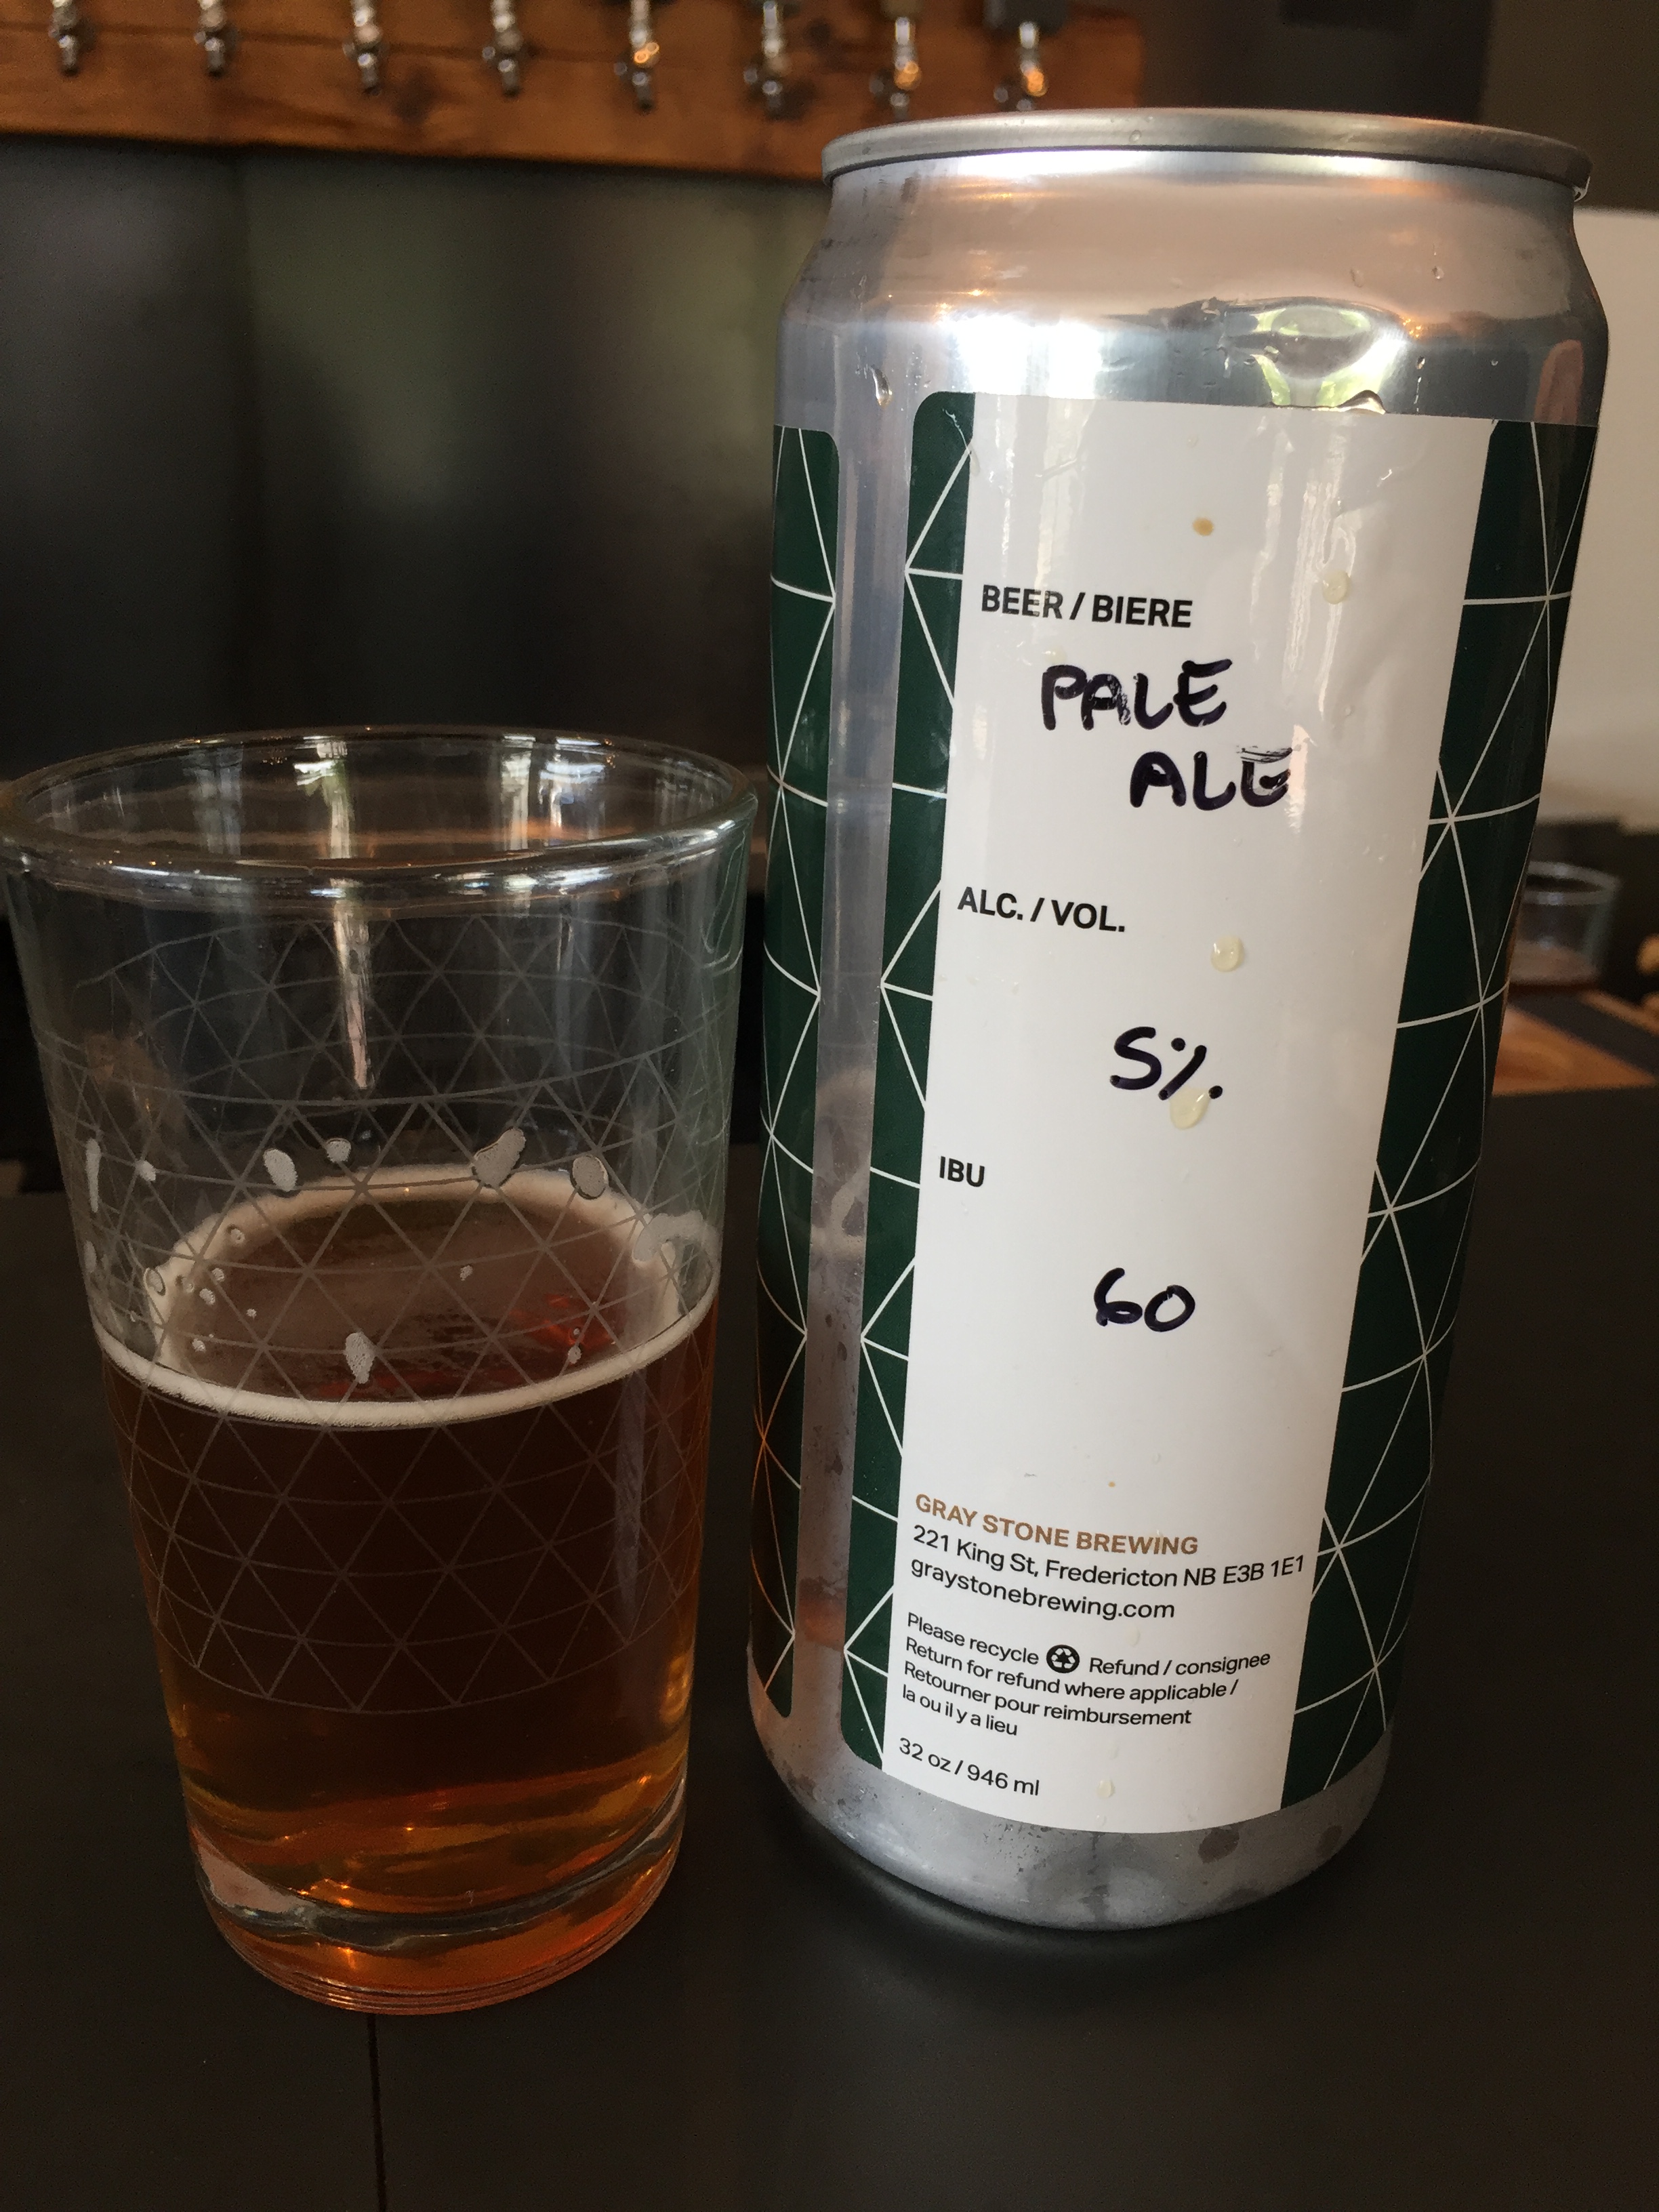 BEER / BIERE
PALE
ALE
ALC. / VOL.
5%
IBU
60
GRAY STONE BREWING
221 King St, Fredericton NB E3B 1E1
graystonebrewing.com
Please recycle Refund / consignee
Return for refund where applicable /
Retourner pour reimbursement
la ou il y a lieu
32 oz / 946 ml